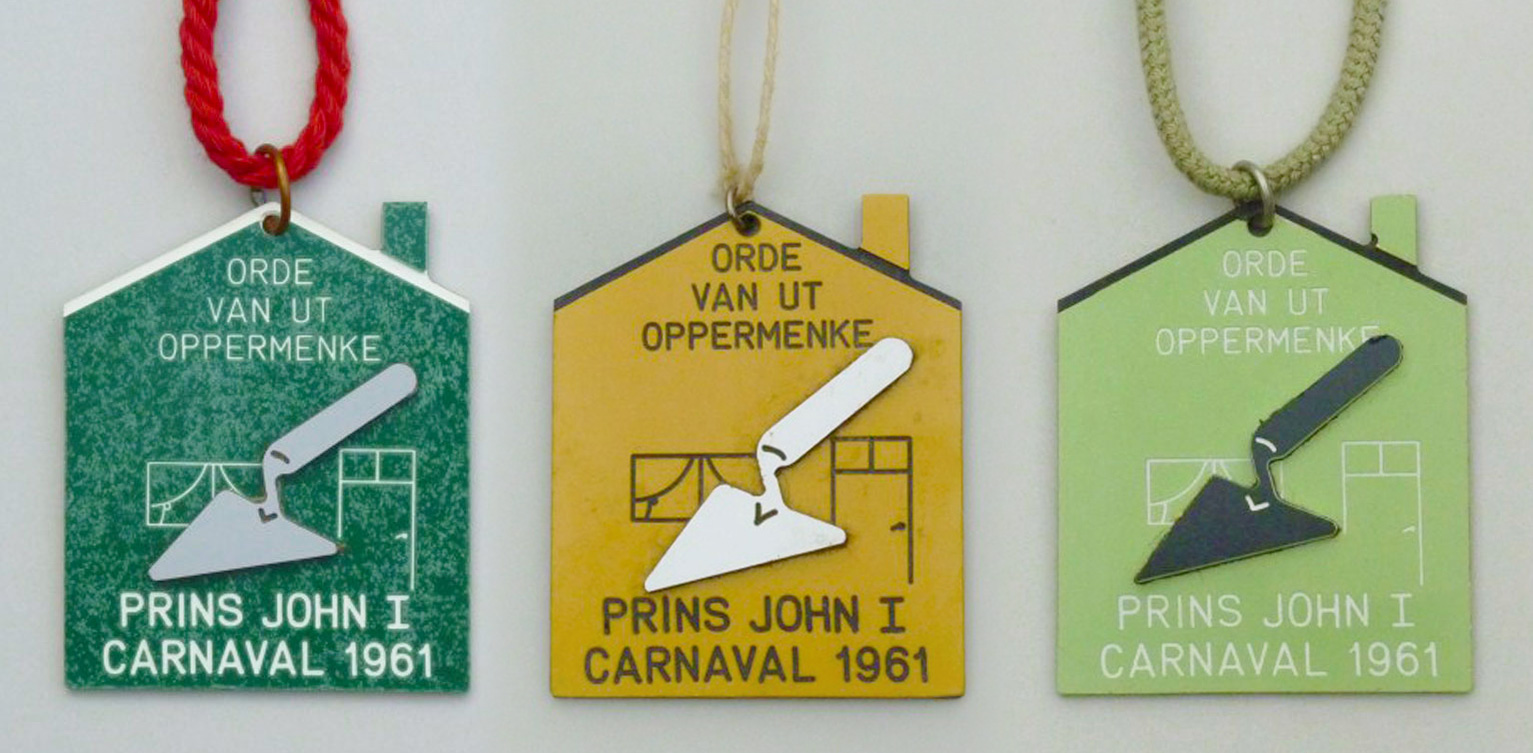 ORDE
VAN UT
OPPERMENKE
PRINS JOHN I
CARNAVAL 1961
ORDE
VAN UT
OPPERMENKE
PRINS JOHN I
CARNAVAL 1961
ORDE
VAN UT
OPPERMENKE
PRINS JOHN I
CARNAVAL 1961